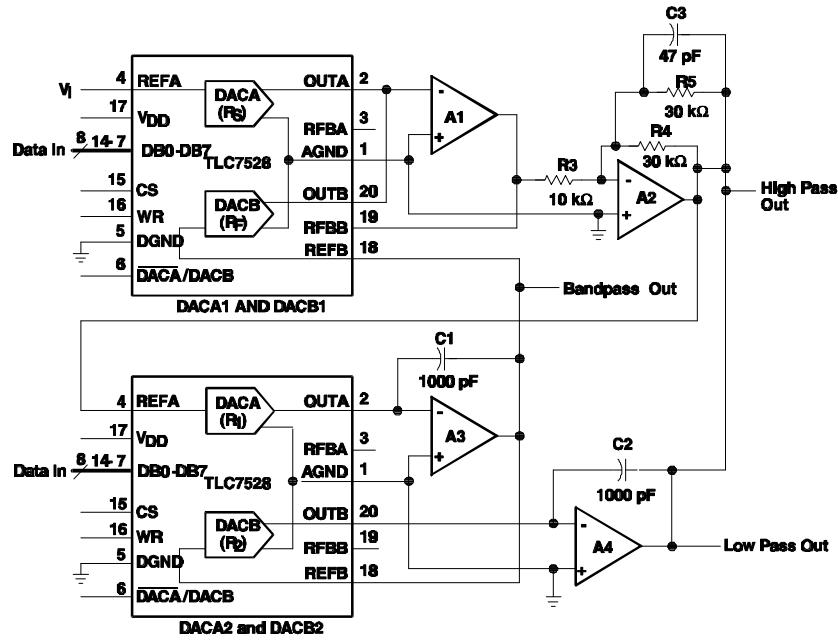 C3
47 pF
R5
30 kΩ
R4
30 kΩ
4 REFA
OUTA 2
VI
DACA
(RS)
A1
17 VDD
RFBA 3
8 14-7
Data In
DB0-DB7
TLC7528
AGND 1
R3
10 kΩ
A2
High Pass
Out
15 CS
OUTB 20
DACB
(RF)
16 WR
RFBB 19
5 DGND
REFB 18
6 DACA/DACB
Bandpass Out
DACA1 AND DACB1
C1
1000 pF
4 REFA
OUTA 2
DACA
(R1)
A3
17 VDD
RFBA 3
8 14-7
Data In
DB0-DB7
TLC7528
AGND 1
C2
1000 pF
15 CS
OUTB 20
DACB
(R2)
16 WR
RFBB 19
A4
Low Pass Out
5 DGND
REFB 18
6 DACA/DACB
DACA2 and DACB2